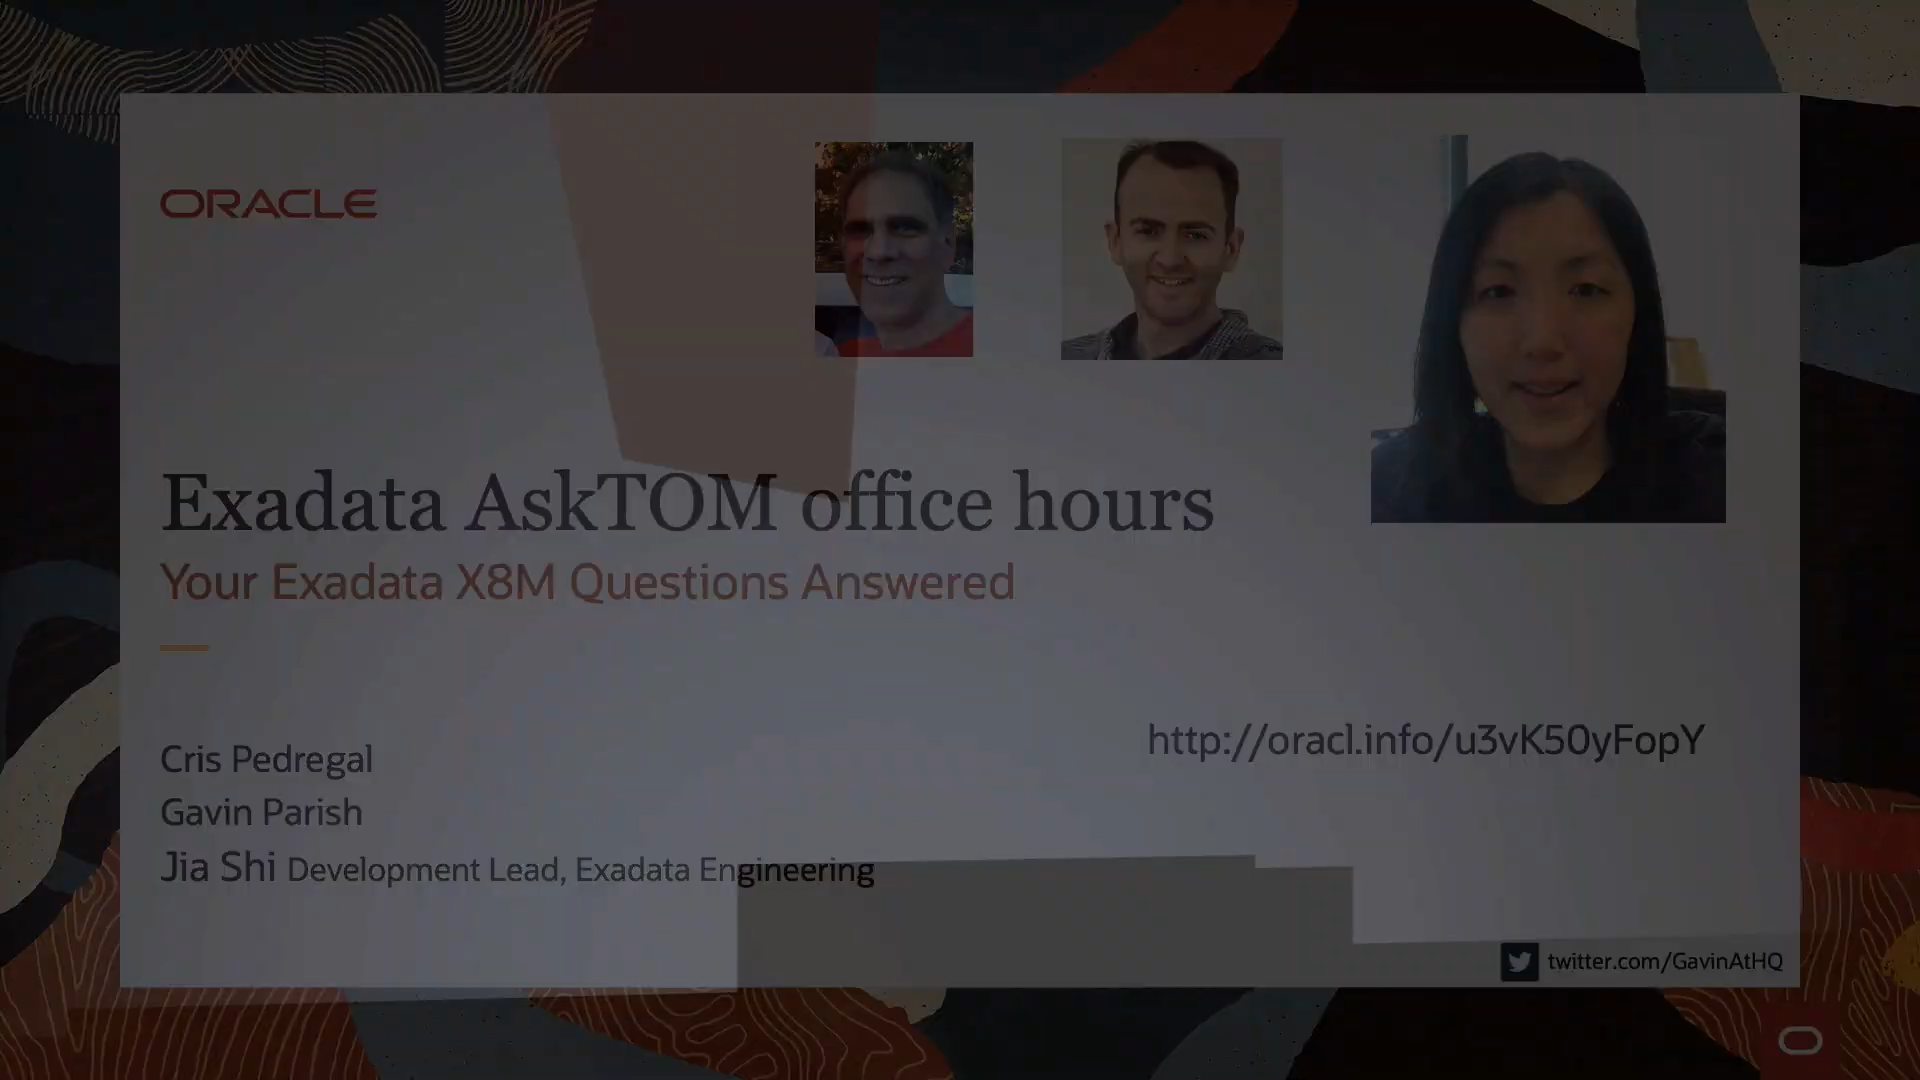 ORACLE
Exadata AskTOM office hours
Your Exadata X8M Questions Answered
http://oracl.info/u3vK50yFopY
Cris Pedregal
Gavin Parish
Jia Shi Development Lead, Exadata Engineering
twitter.com/GavinAtHQ